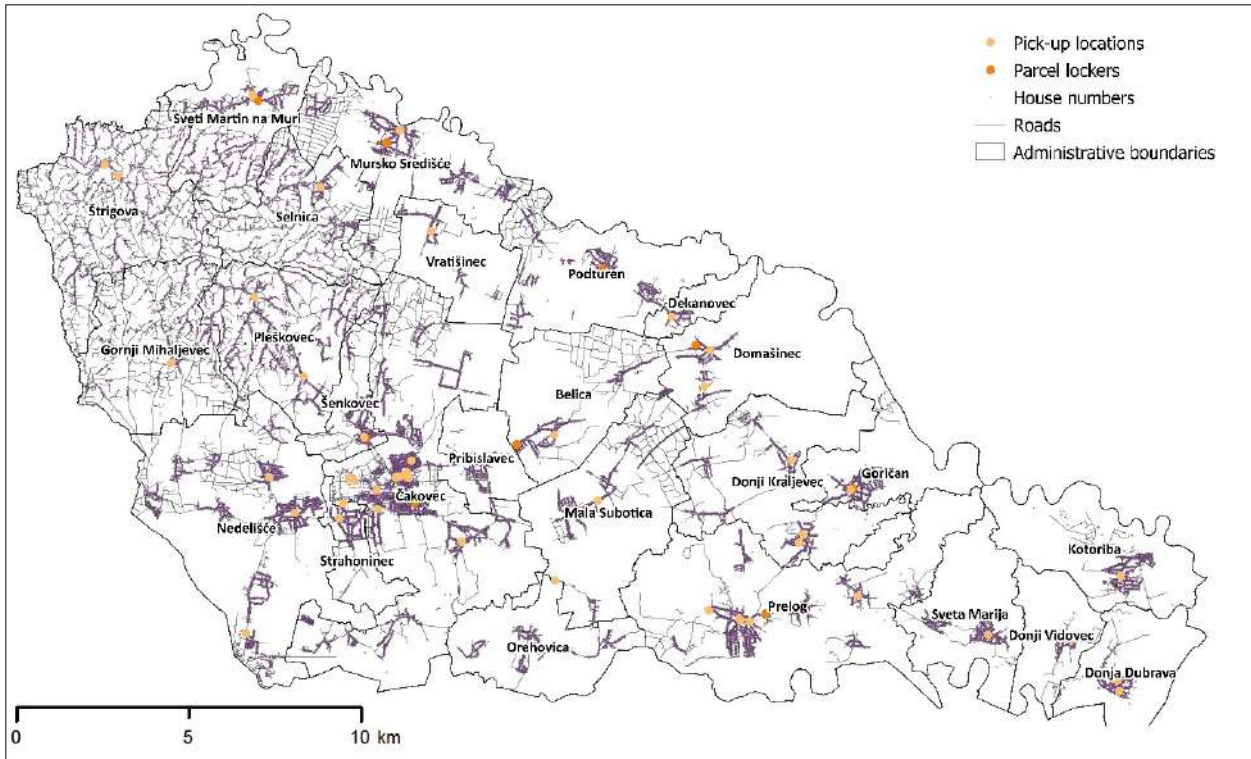 Pick-up locations
Parcel lockers
House numbers
Roads
Administrative boundaries
Sveti Martin na Muri
Mursko Središće
Štrigova
Selnica
Vratišinec
Podturen
Dekanovec
Gornji Mihaljevec
Pleškovec
Domašinec
Belica
Šenkovec
Pribislavec
Čakovec
Donji Kraljevec
Goričan
Nedelišće
Mala Subotica
Strahoninec
Kotoriba
Prelog
Sveta Marija
Donji Vidovec
Orehovica
Donja Dubrava
0 5 10 km